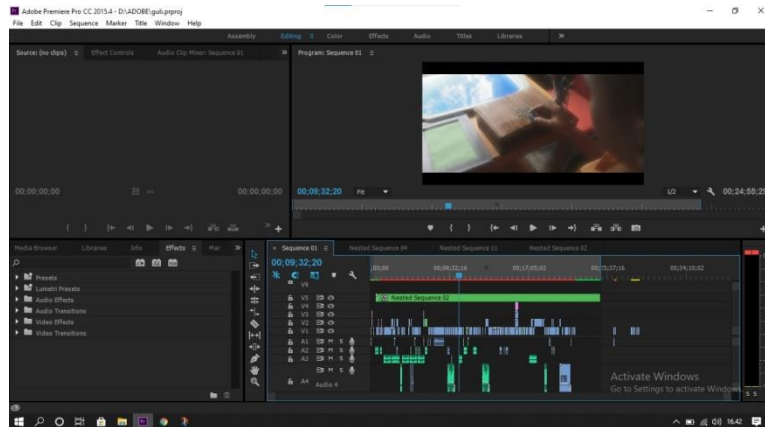 Adobe Premiere Pro CC 2015.4 - D:\ADOBE\guli.prproj
File Edit Clip Sequence Marker Title Window Help
Assembly Editing Color Effects Audio Titles Libraries
Source: (no clips) Effect Controls Audio Clip Mixer: Sequence 01
Program: Sequence 01
00;00;00;00 00;00;00;00
00;09;32;20 Fit 1/2
Media Browser Libraries Info Effects Mar
Presets
Lumetri Presets
Audio Effects
Audio Transitions
Video Effects
Video Transitions
Sequence 01 Nested Sequence 04 Nested Sequence 11 Nested Sequence 02
00;09;32;20
;00;00 00;08;32;16 00;17;05;02 00;34;10;02
V6
V5 Nested Sequence 02
V4
V3
V2
V1
A1 M S
A2 M S
A3 M S
M S
A4 Audio 4
Activate Windows
Go to Settings to activate Windows
S S
16.42